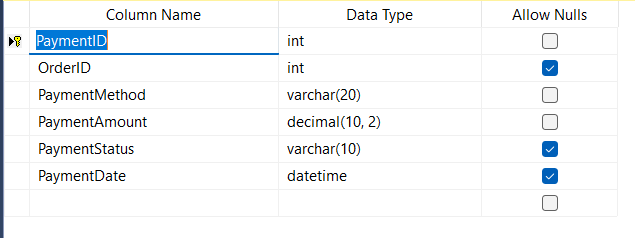 Column Name Data Type Allow Nulls
PaymentID int
OrderID int
PaymentMethod varchar(20)
PaymentAmount decimal(10, 2)
PaymentStatus varchar(10)
PaymentDate datetime